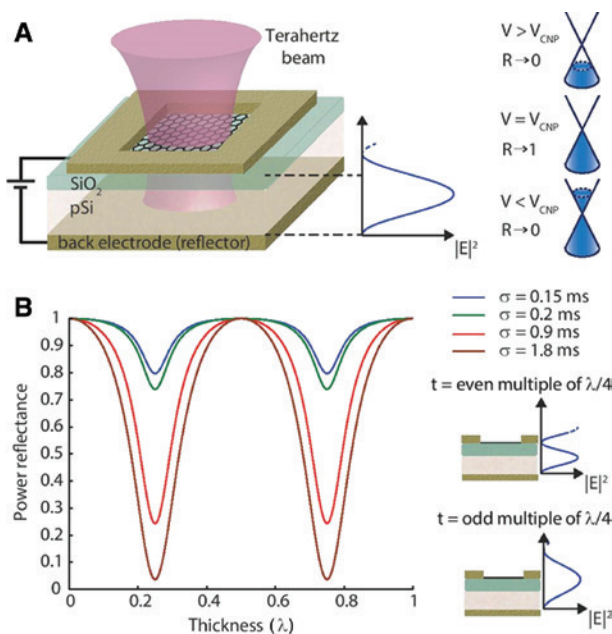 A
Terahertz
beam
SiO2
pSi
back electrode (reflector)
|E|²
V > VCNP
R→0
V = VCNP
R→1
V < VCNP
R→0
B
Power reflectance
1
0.9
0.8
0.7
0.6
0.5
0.4
0.3
0.2
0.1
0
0 0.2 0.4 0.6 0.8 1
Thickness (λ)
σ = 0.15 ms
σ = 0.2 ms
σ = 0.9 ms
σ = 1.8 ms
t = even multiple of λ/4
|E|²
t = odd multiple of λ/4
|E|²